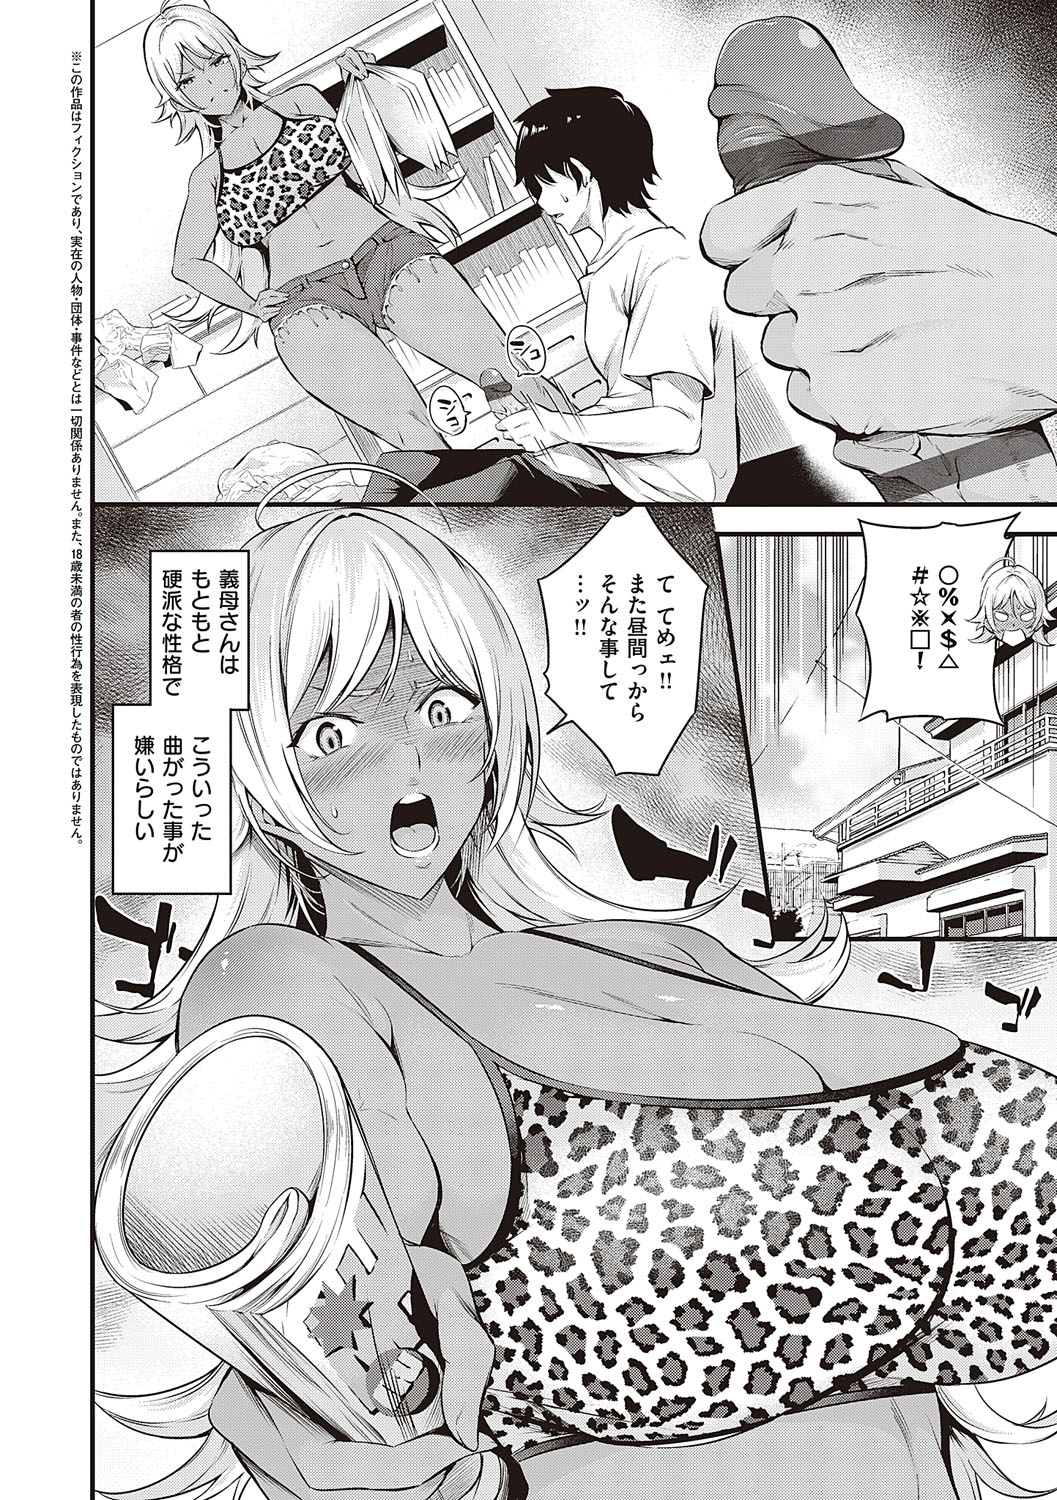 ※この作品はフィクションであり、実在の人物・団体・事件などとは一切関係ありません。また、18歳未満の者の性行為を表現したものではありません。
シコ
シコ
○%×$△
#☆※□!
て てめェ!!
また昼間っから
そんな事して
…ッ!!
義母さんは
もともと
硬派な性格で
こういった
曲がった事が
嫌いらしい